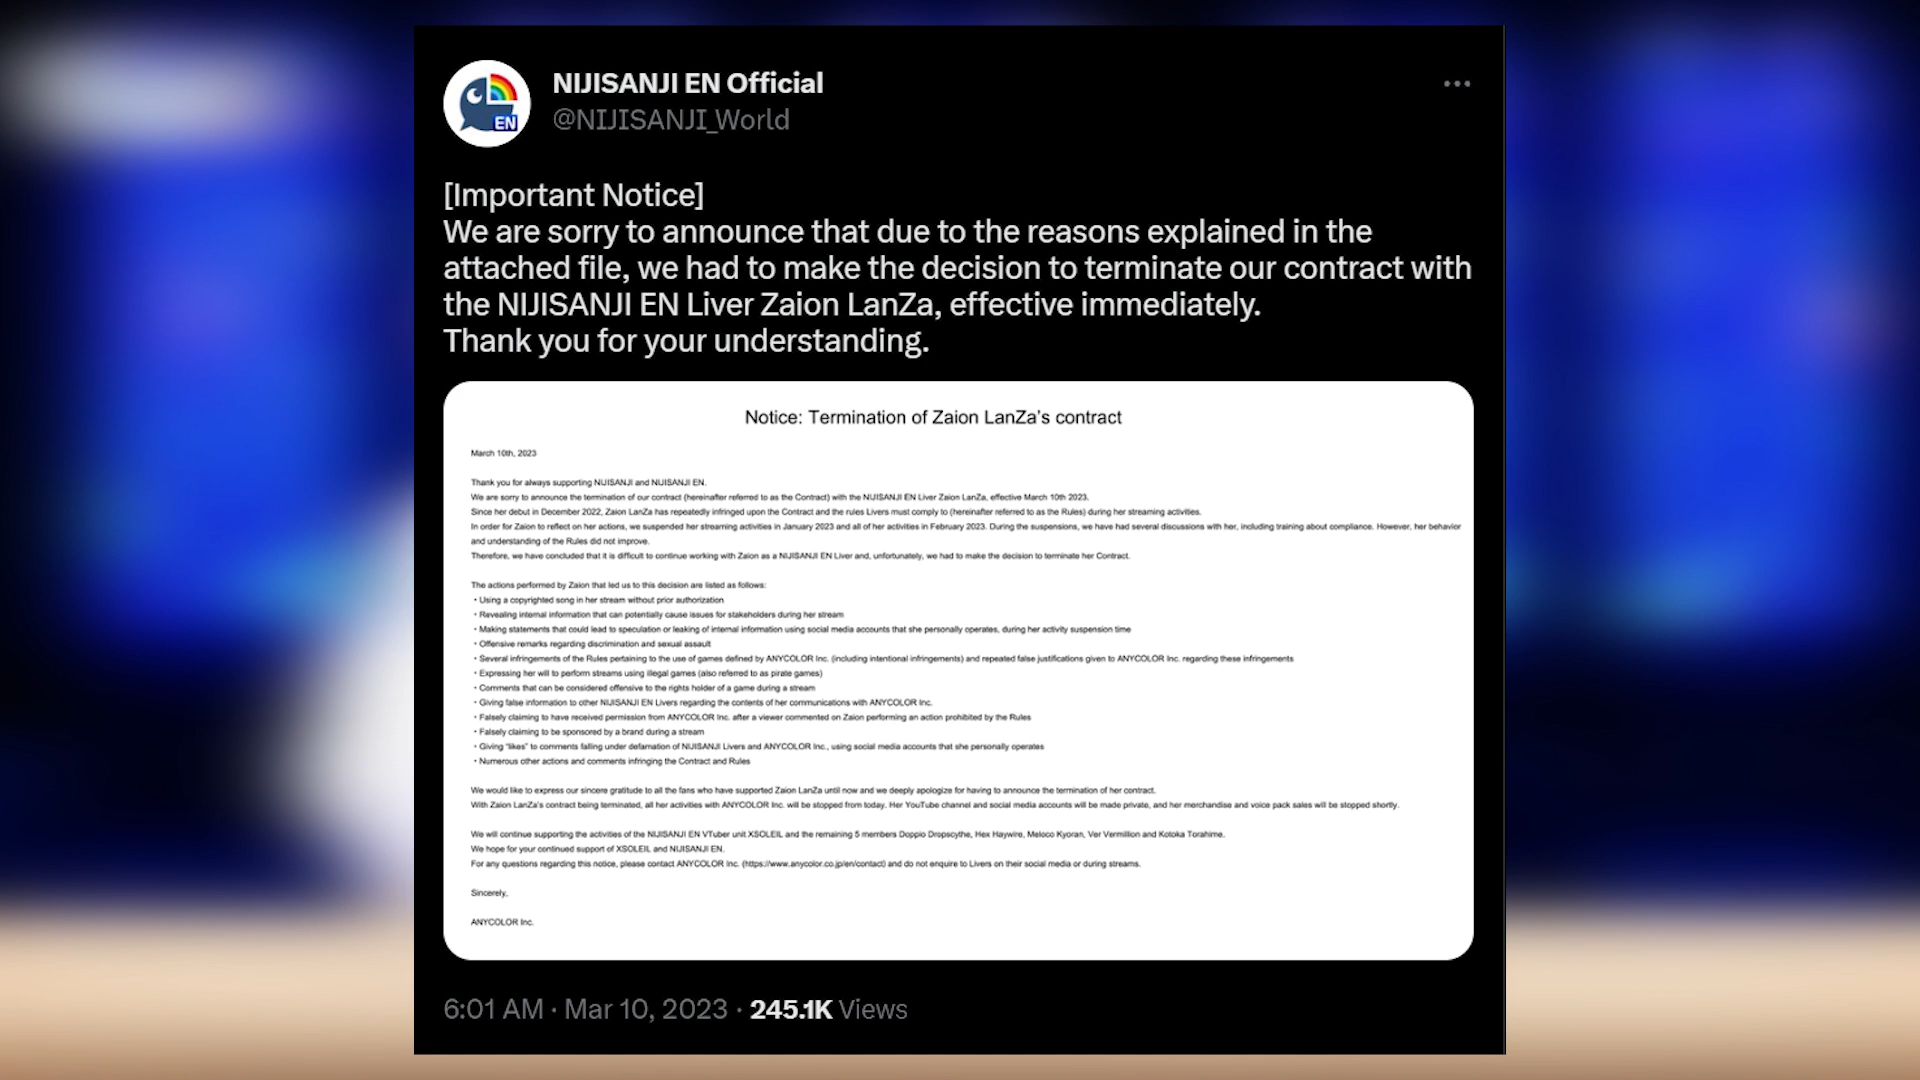 EN
NIJISANJI EN Official
@NIJISANJI_World
[Important Notice]
We are sorry to announce that due to the reasons explained in the
attached file, we had to make the decision to terminate our contract with
the NIJISANJI EN Liver Zaion LanZa, effective immediately.
Thank you for your understanding.
Notice: Termination of Zaion LanZa's contract
March 10th, 2023
Thank you for always supporting NIJISANJI and NIJISANJI EN.
We are sorry to announce the termination of our contract (hereinafter referred to as the Contract) with the NIJISANJI EN Liver Zaion LanZa, effective March 10th 2023.
Since her debut in December 2022, Zaion LanZa has repeatedly infringed upon the Contract and the rules Livers must comply to (hereinafter referred to as the Rules) during her streaming activities.
In order for Zaion to reflect on her actions, we suspended her streaming activities in January 2023 and all of her activities in February 2023. During the suspensions, we have had several discussions with her, including training about compliance. However, her behavior
and understanding of the Rules did not improve.
Therefore, we have concluded that it is difficult to continue working with Zaion as a NIJISANJI EN Liver and, unfortunately, we had to make the decision to terminate her Contract.
The actions performed by Zaion that led us to this decision are listed as follows:
・Using a copyrighted song in her stream without prior authorization
・Revealing internal information that can potentially cause issues for stakeholders during her stream
・Making statements that could lead to speculation or leaking of internal information using social media accounts that she personally operates, during her activity suspension time
・Offensive remarks regarding discrimination and sexual assault
・Several infringements of the Rules pertaining to the use of games defined by ANYCOLOR Inc. (including intentional infringements) and repeated false justifications given to ANYCOLOR Inc. regarding these infringements
・Expressing her will to perform streams using illegal games (also referred to as pirate games)
・Comments that can be considered offensive to the rights holder of a game during a stream
・Giving false information to other NIJISANJI EN Livers regarding the contents of her communications with ANYCOLOR Inc.
・Falsely claiming to have received permission from ANYCOLOR Inc. after a viewer commented on Zaion performing an action prohibited by the Rules
・Falsely claiming to be sponsored by a brand during a stream
・Giving "likes" to comments falling under defamation of NIJISANJI Livers and ANYCOLOR Inc., using social media accounts that she personally operates
・Numerous other actions and comments infringing the Contract and Rules
We would like to express our sincere gratitude to all the fans who have supported Zaion LanZa until now and we deeply apologize for having to announce the termination of her contract.
With Zaion LanZa's contract being terminated, all her activities with ANYCOLOR Inc. will be stopped from today. Her YouTube channel and social media accounts will be made private, and her merchandise and voice pack sales will be stopped shortly.
We will continue supporting the activities of the NIJISANJI EN VTuber unit XSOLEIL and the remaining 5 members Doppio Dropscythe, Hex Haywire, Meloco Kyoran, Ver Vermillion and Kotoka Torahime.
We hope for your continued support of XSOLEIL and NIJISANJI EN.
For any questions regarding this notice, please contact ANYCOLOR Inc. (https://www.anycolor.co.jp/en/contact) and do not enquire to Livers on their social media or during streams.
Sincerely,
ANYCOLOR Inc.
6:01 AM · Mar 10, 2023 · 245.1K Views